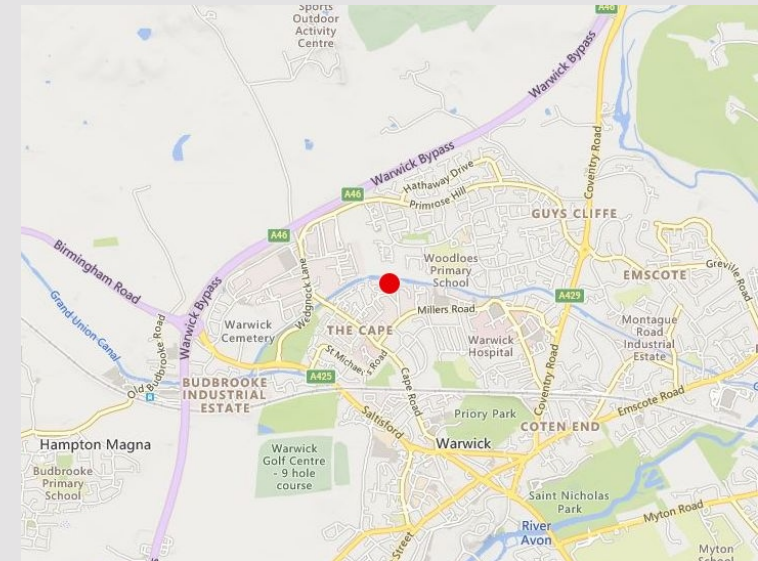 Sports
Outdoor
Activity
Centre
A46
Warwick Bypass
Coventry Road
Warwick Bypass
Hathaway Drive
A46
Primrose Hill
GUYS CLIFFE
A46
Birmingham Road
Wedgnock Lane
Woodloes
Primary
School
EMSCOTE
Greville Road
Grand Union Canal
Warwick Bypass
A429
Millers Road
Old Budbrooke Road
Warwick
Cemetery
THE CAPE
Warwick
Hospital
Montague
Road
Industrial
Estate
St Michael's Road
A425
BUDBROOKE
INDUSTRIAL
ESTATE
Cape Road
Coventry Road
Emscote Road
Saltisford
Priory Park
COTEN END
Hampton Magna
Warwick
Warwick
Golf Centre
- 9 hole
course
Budbrooke
Primary
School
Saint Nicholas
Park
Myton Road
River
Avon
Street
Myton
School